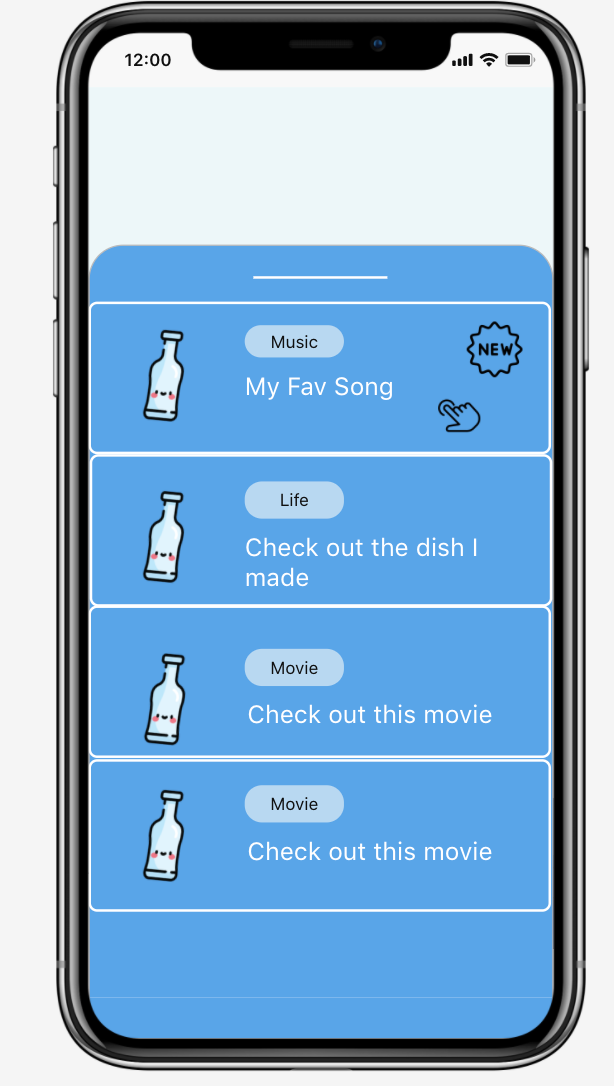 12:00
Music
NEW
My Fav Song
Life
Check out the dish I
made
Movie
Check out this movie
Movie
Check out this movie